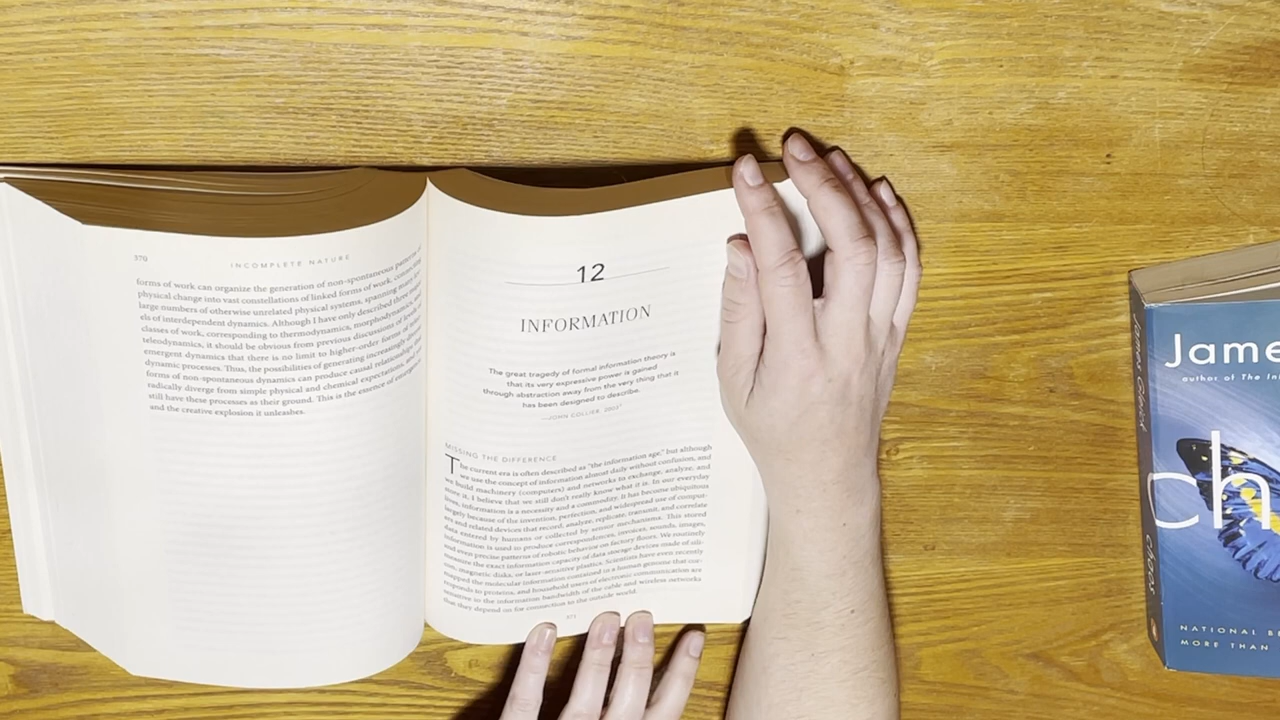 370
INCOMPLETE NATURE
forms of work can organize the generation of non-spontaneous patterns of
physical change into vast constellations of linked forms of work, connecting
large numbers of otherwise unrelated physical systems, spanning many
els of interdependent dynamics. Although I have only described three
classes of work, corresponding to thermodynamics, morphodynamics, and
teleodynamics, it should be obvious from previous discussions of
emergent dynamics that there is no limit to higher-order forms of
dynamic processes. Thus, the possibilities of generating increasingly
forms of non-spontaneous dynamics can produce causal relationships that
radically diverge from simple physical and chemical expectations, and
still have these processes as their ground. This is the essence of emergence
and the creative explosion it unleashes.
12
INFORMATION
The great tragedy of formal information theory is
that its very expressive power is gained
through abstraction away from the very thing that it
has been designed to describe.
—JOHN COLLIER, 2003
MISSING THE DIFFERENCE
The current era is often described as "the information age," but although
we use the concept of information almost daily without confusion, and
we build machinery (computers) and networks to exchange, analyze, and
store it, I believe that we still don't really know what it is. In our everyday
lives, information is a necessity and a commodity. It has become ubiquitous
largely because of the invention, perfection, and widespread use of comput-
ers and related devices that record, analyze, replicate, transmit, and correlate
data entered by humans or collected by sensor mechanisms. This stored
information is used to produce correspondences, invoices, sounds, images,
and even precise patterns of robotic behavior on factory floors. We routinely
measure the exact information capacity of data storage devices made of sili-
con, magnetic disks, or laser-sensitive plastics. Scientists have even recently
mapped the molecular information contained in a human genome that cor-
responds to proteins, and household users of electronic communication are
sensitive to the information bandwidth of the cable and wireless networks
that they depend on for connection to the outside world.
371
James Gleick
chaos
Jame
author of The In
ch
NATIONAL BE
MORE THAN